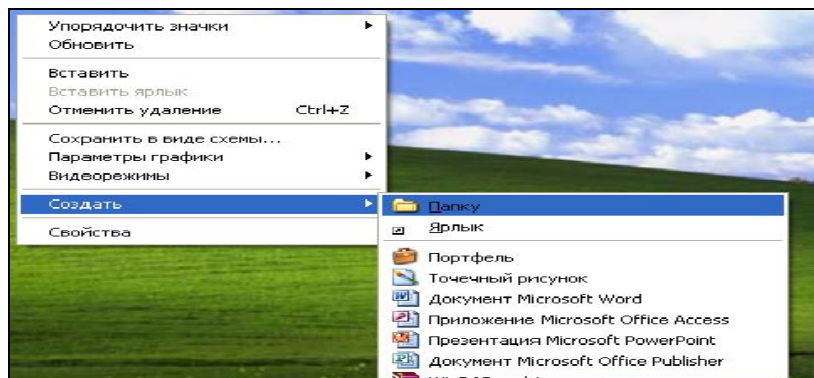 Упорядочить значки
Обновить
Вставить
Вставить ярлык
Отменить удаление Ctrl+Z
Сохранить в виде схемы...
Параметры графики
Видеорежимы
Создать
Свойства
Папку
Ярлык
Портфель
Точечный рисунок
Документ Microsoft Word
Приложение Microsoft Office Access
Презентация Microsoft PowerPoint
Документ Microsoft Office Publisher